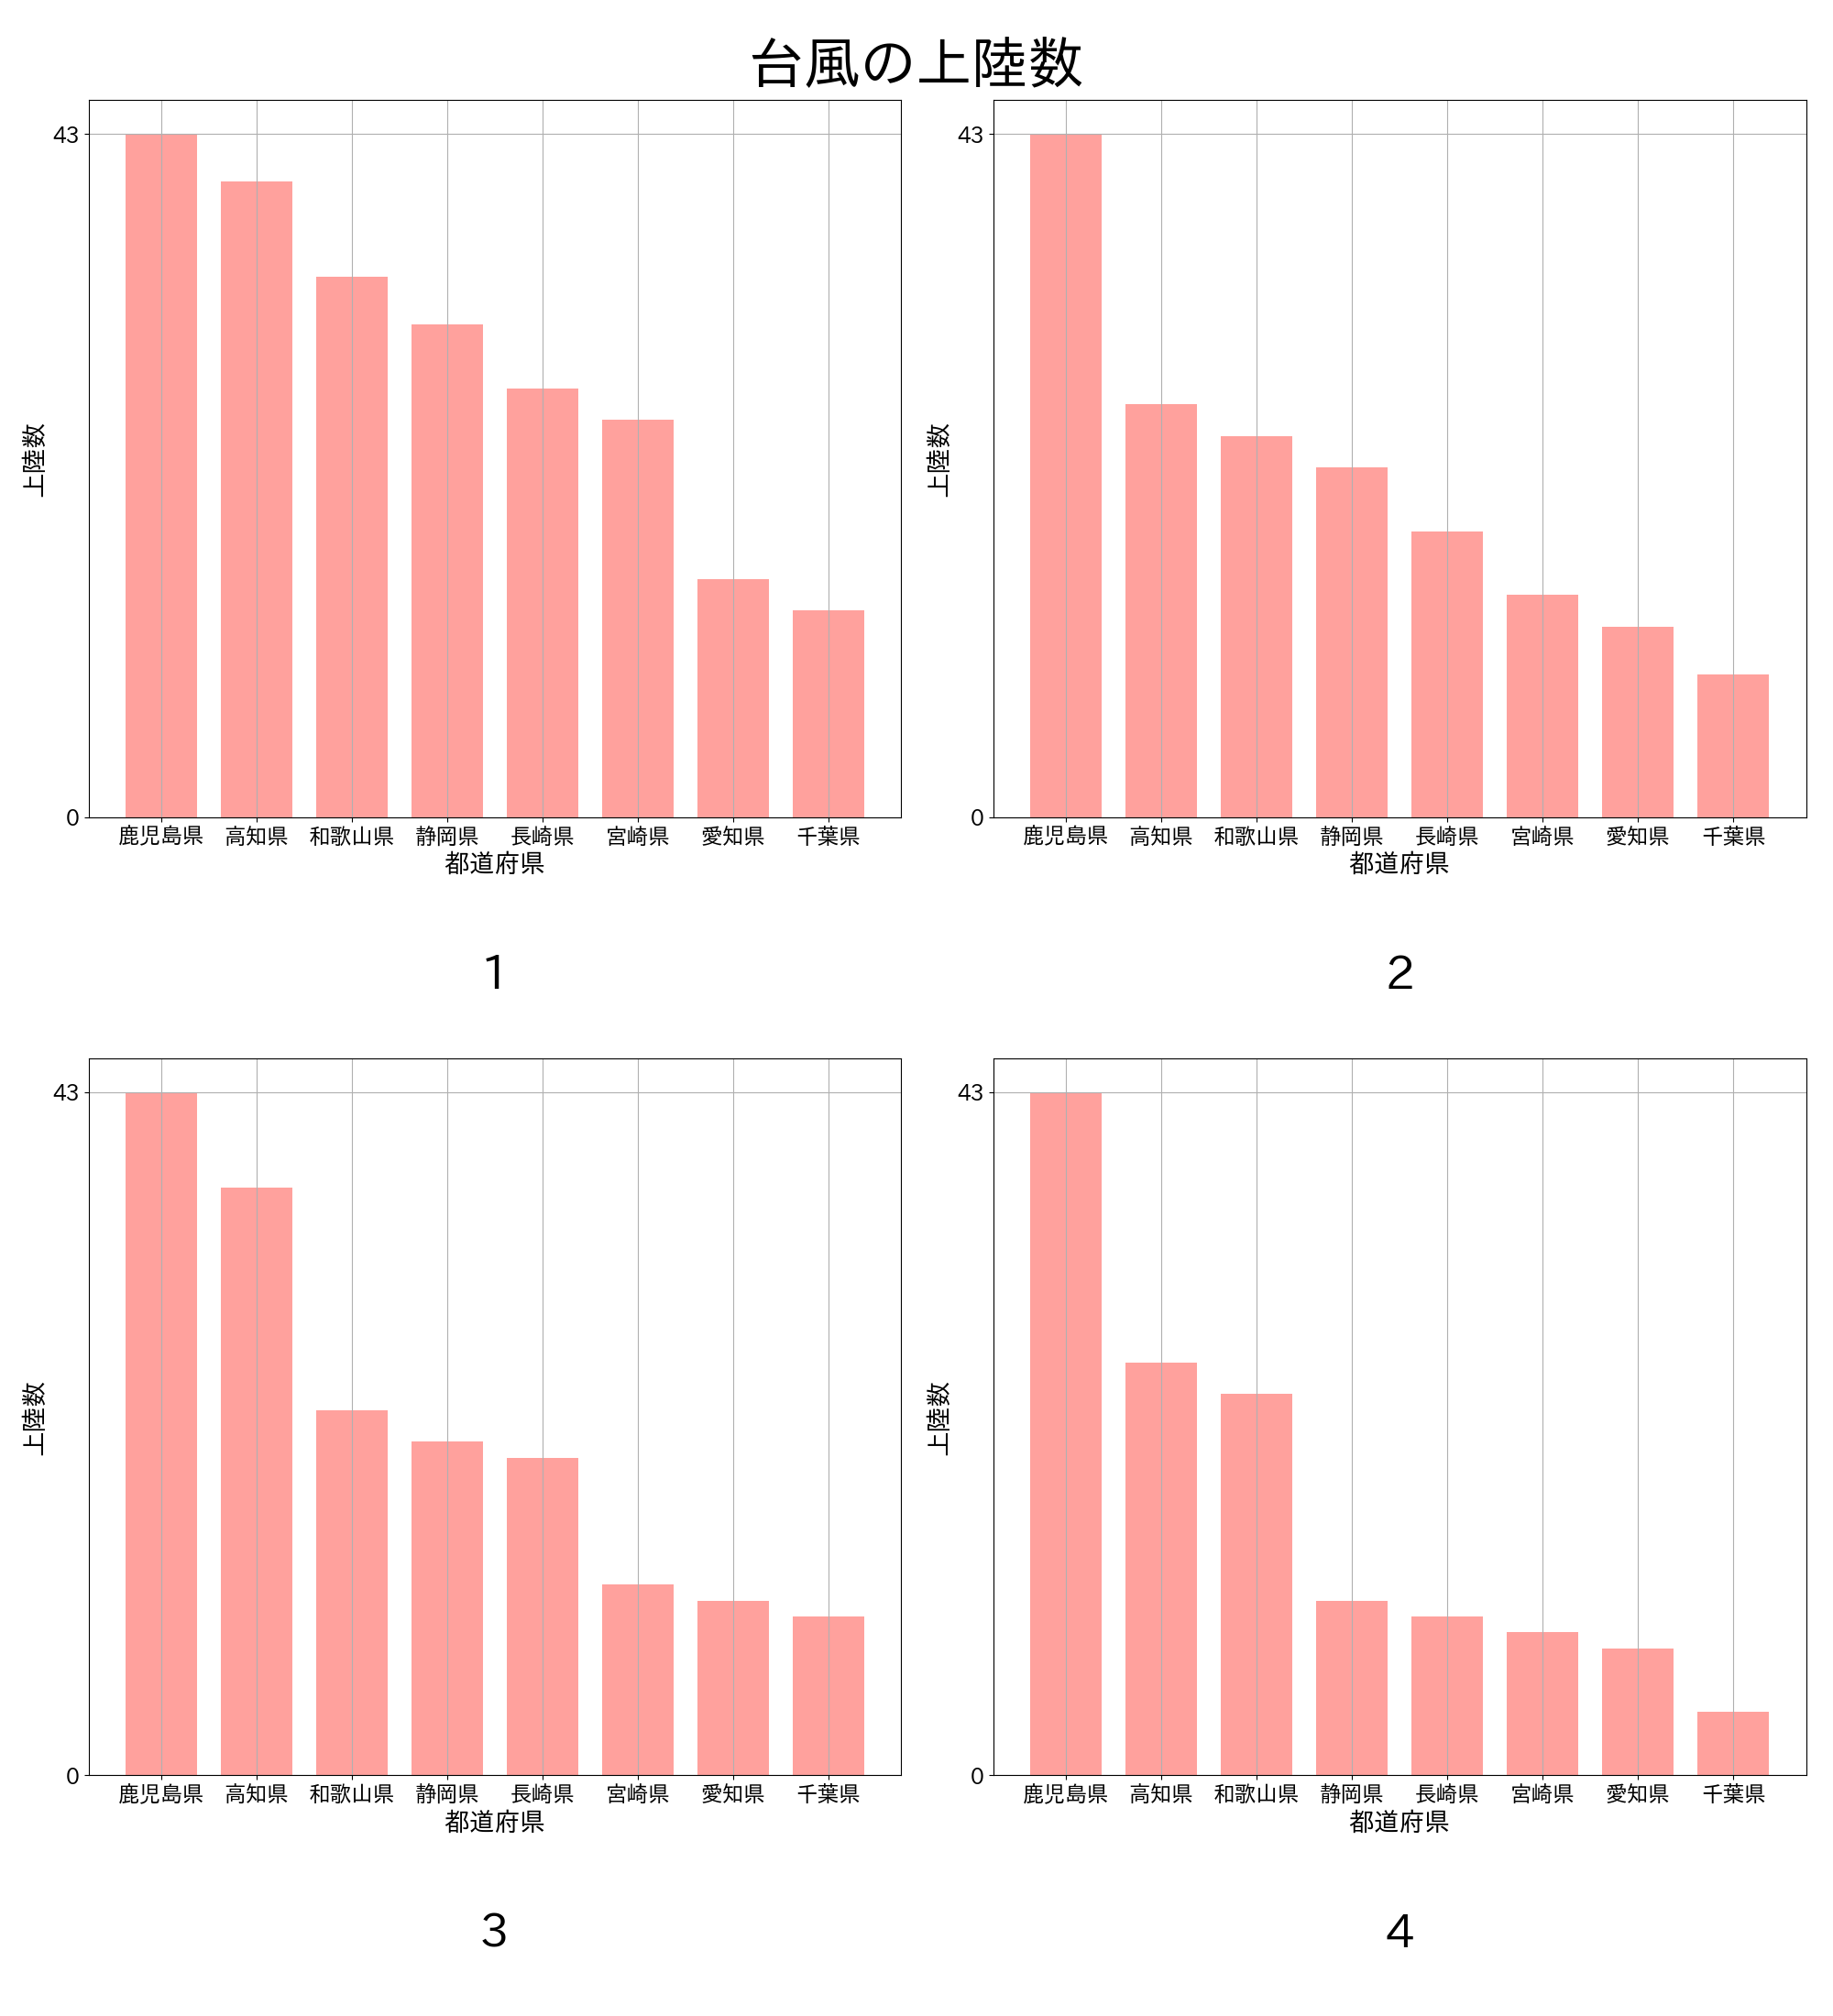 台風の上陸数
43
0
上陸数
鹿児島県 高知県 和歌山県 静岡県 長崎県 宮崎県 愛知県 千葉県
都道府県
1
43
0
上陸数
鹿児島県 高知県 和歌山県 静岡県 長崎県 宮崎県 愛知県 千葉県
都道府県
2
43
0
上陸数
鹿児島県 高知県 和歌山県 静岡県 長崎県 宮崎県 愛知県 千葉県
都道府県
3
43
0
上陸数
鹿児島県 高知県 和歌山県 静岡県 長崎県 宮崎県 愛知県 千葉県
都道府県
4